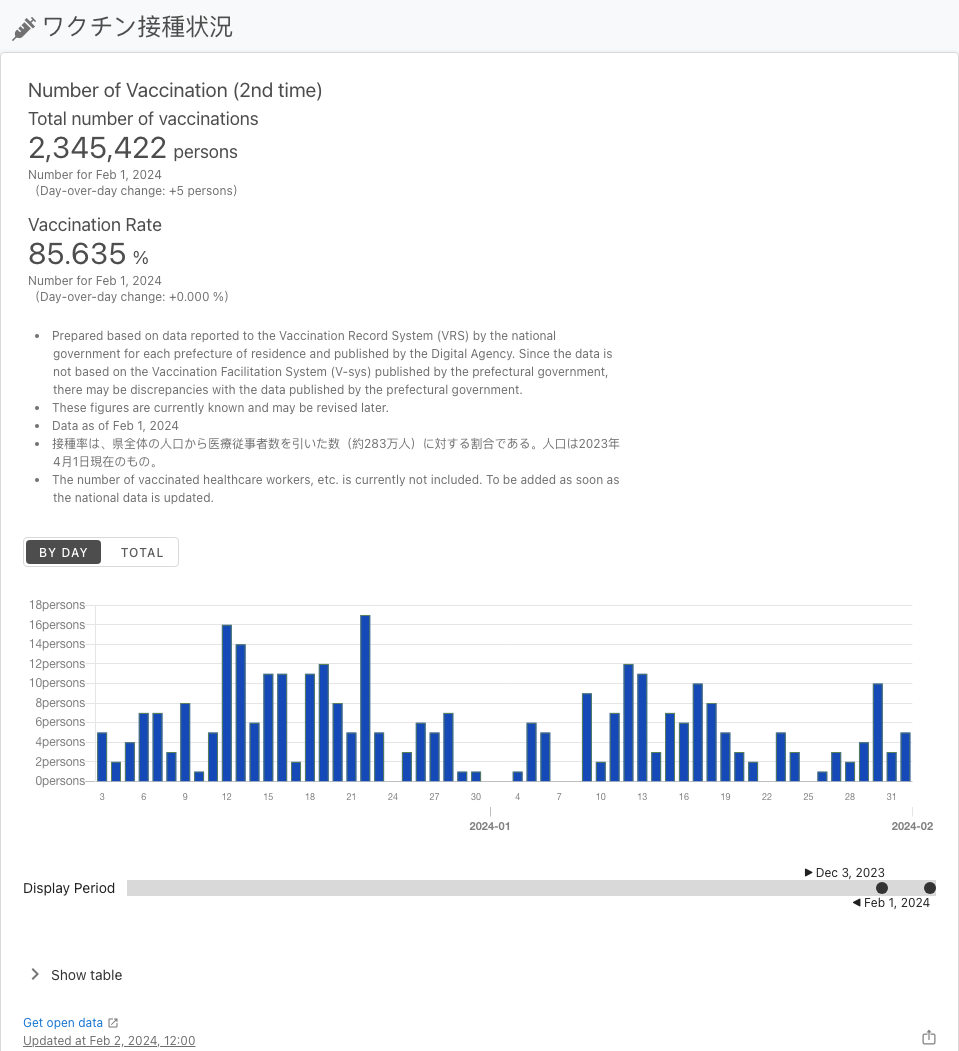 ワクチン接種状況
Number of Vaccination (2nd time)
Total number of vaccinations
2,345,422 persons
Number for Feb 1, 2024
(Day-over-day change: +5 persons)
Vaccination Rate
85.635 %
Number for Feb 1, 2024
(Day-over-day change: +0.000 %)
• Prepared based on data reported to the Vaccination Record System (VRS) by the national
government for each prefecture of residence and published by the Digital Agency. Since the data is
not based on the Vaccination Facilitation System (V-sys) published by the prefectural government,
there may be discrepancies with the data published by the prefectural government.
• These figures are currently known and may be revised later.
• Data as of Feb 1, 2024
• 接種率は、県全体の人口から医療従事者数を引いた数（約283万人）に対する割合である。人口は2023年
4月1日現在のもの。
• The number of vaccinated healthcare workers, etc. is currently not included. To be added as soon as
the national data is updated.
BY DAY TOTAL
18persons
16persons
14persons
12persons
10persons
8persons
6persons
4persons
2persons
0persons
3 6 9 12 15 18 21 24 27 30 4 7 10 13 16 19 22 25 28 31
2024-01 2024-02
▶ Dec 3, 2023
Display Period
◀ Feb 1, 2024
Show table
Get open data
Updated at Feb 2, 2024, 12:00